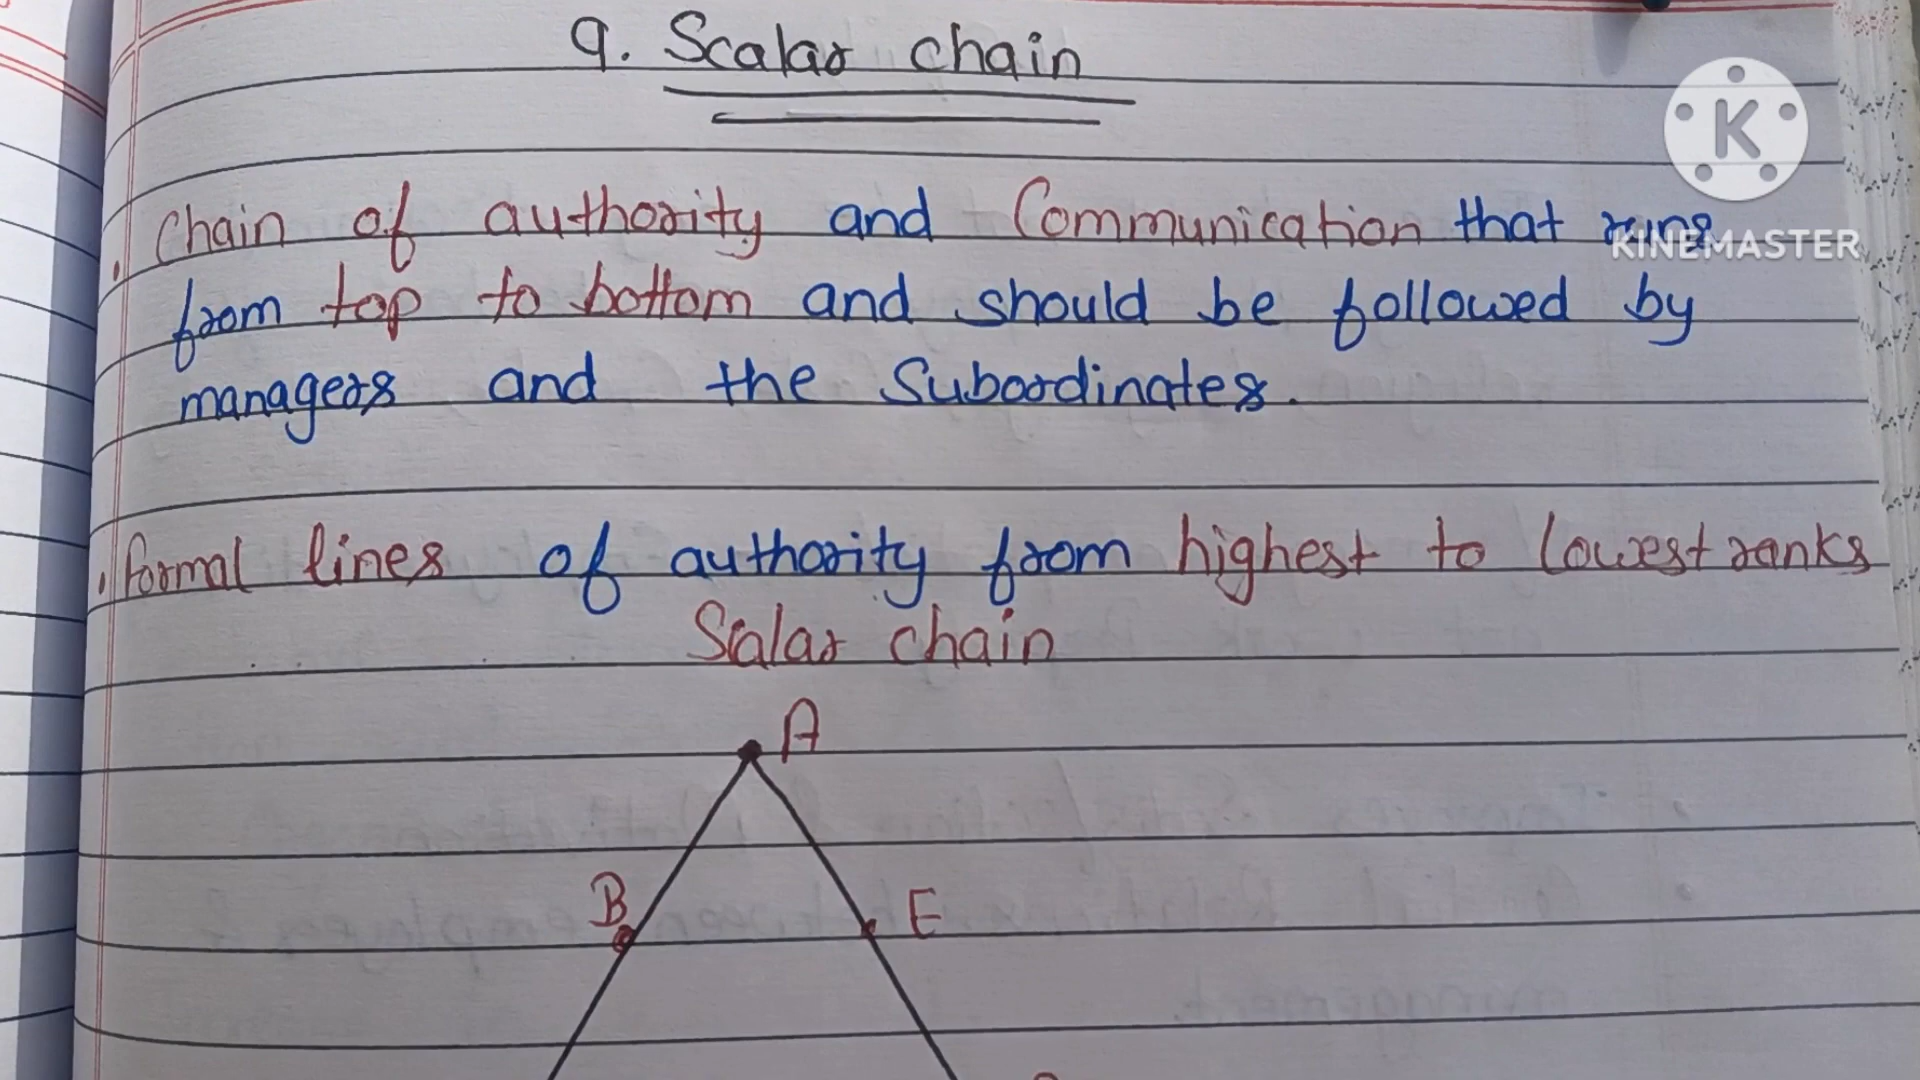 9. Scalar chain
K
KINEMASTER
Chain of authority and Communication that runs
from top to bottom and should be followed by
managers and the Subordinates.
formal lines of authority from highest to lowest ranks
Scalar chain
A
B
E